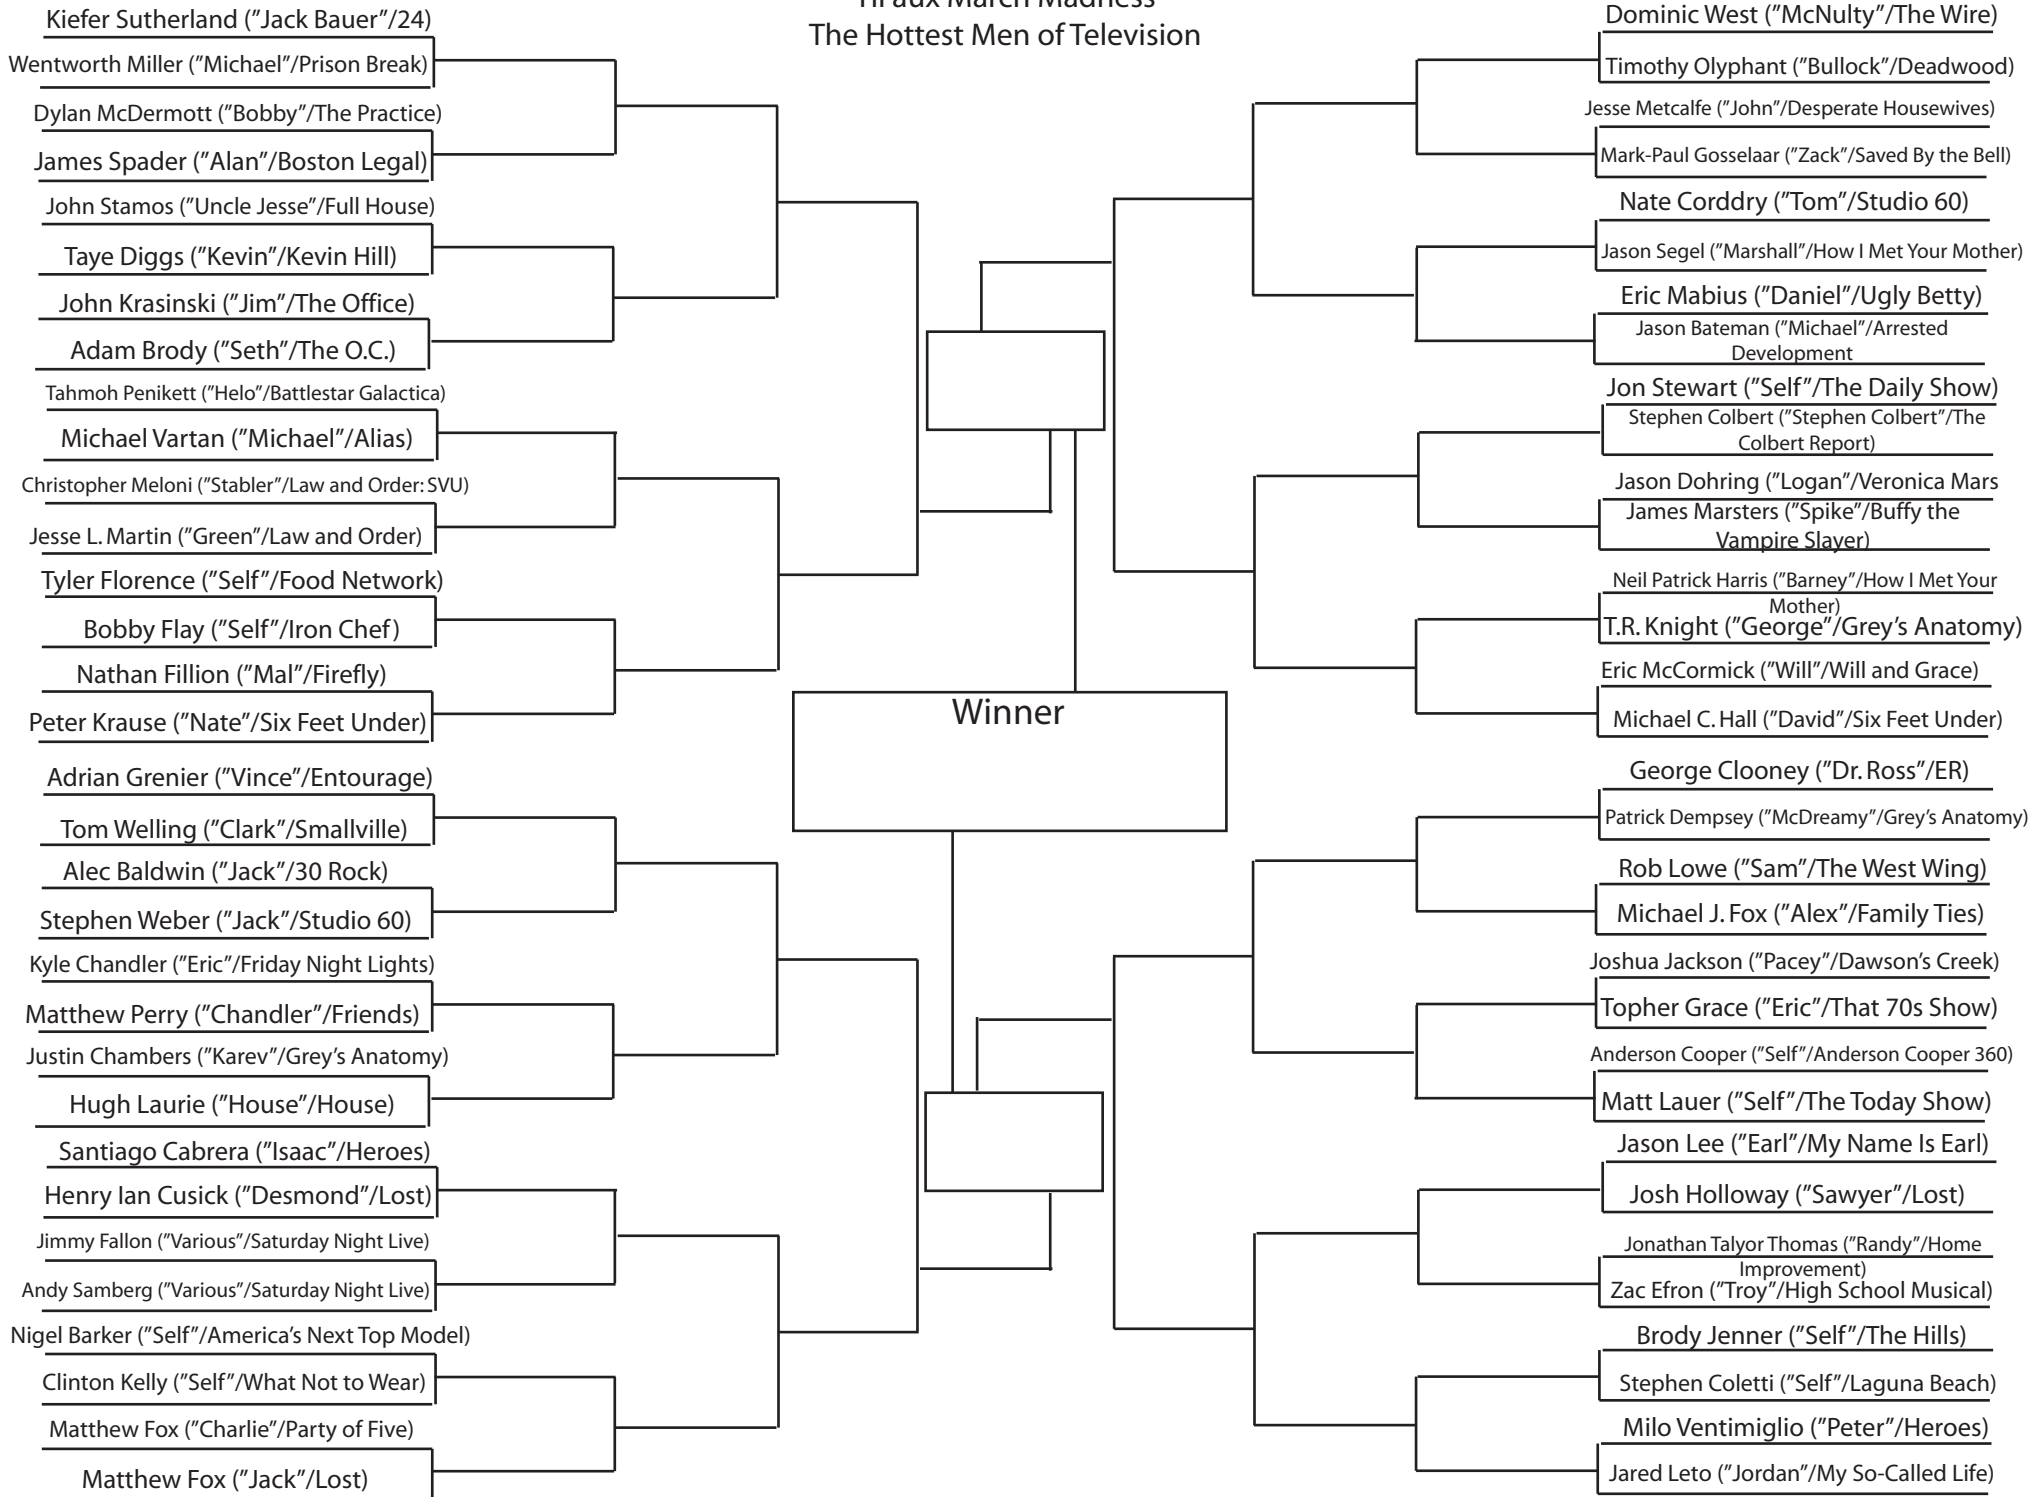 March Madness
The Hottest Men of Television
Kiefer Sutherland ("Jack Bauer"/24)
Wentworth Miller ("Michael"/Prison Break)
Dylan McDermott ("Bobby"/The Practice)
James Spader ("Alan"/Boston Legal)
John Stamos ("Uncle Jesse"/Full House)
Taye Diggs ("Kevin"/Kevin Hill)
John Krasinski ("Jim"/The Office)
Adam Brody ("Seth"/The O.C.)
Tahmoh Penikett ("Helo"/Battlestar Galactica)
Michael Vartan ("Michael"/Alias)
Christopher Meloni ("Stabler"/Law and Order: SVU)
Jesse L. Martin ("Green"/Law and Order)
Tyler Florence ("Self"/Food Network)
Bobby Flay ("Self"/Iron Chef)
Nathan Fillion ("Mal"/Firefly)
Peter Krause ("Nate"/Six Feet Under)
Adrian Grenier ("Vince"/Entourage)
Tom Welling ("Clark"/Smallville)
Alec Baldwin ("Jack"/30 Rock)
Stephen Weber ("Jack"/Studio 60)
Kyle Chandler ("Eric"/Friday Night Lights)
Matthew Perry ("Chandler"/Friends)
Justin Chambers ("Karev"/Grey's Anatomy)
Hugh Laurie ("House"/House)
Santiago Cabrera ("Isaac"/Heroes)
Henry Ian Cusick ("Desmond"/Lost)
Jimmy Fallon ("Various"/Saturday Night Live)
Andy Samberg ("Various"/Saturday Night Live)
Nigel Barker ("Self"/America's Next Top Model)
Clinton Kelly ("Self"/What Not to Wear)
Matthew Fox ("Charlie"/Party of Five)
Matthew Fox ("Jack"/Lost)
Winner
Dominic West ("McNulty"/The Wire)
Timothy Olyphant ("Bullock"/Deadwood)
Jesse Metcalfe ("John"/Desperate Housewives)
Mark-Paul Gosselaar ("Zack"/Saved By the Bell)
Nate Corddry ("Tom"/Studio 60)
Jason Segel ("Marshall"/How I Met Your Mother)
Eric Mabius ("Daniel"/Ugly Betty)
Jason Bateman ("Michael"/Arrested
Development
Jon Stewart ("Self"/The Daily Show)
Stephen Colbert ("Stephen Colbert"/The
Colbert Report)
Jason Dohring ("Logan"/Veronica Mars
James Marsters ("Spike"/Buffy the
Vampire Slayer)
Neil Patrick Harris ("Barney"/How I Met Your
Mother)
T.R. Knight ("George"/Grey's Anatomy)
Eric McCormick ("Will"/Will and Grace)
Michael C. Hall ("David"/Six Feet Under)
George Clooney ("Dr. Ross"/ER)
Patrick Dempsey ("McDreamy"/Grey's Anatomy)
Rob Lowe ("Sam"/The West Wing)
Michael J. Fox ("Alex"/Family Ties)
Joshua Jackson ("Pacey"/Dawson's Creek)
Topher Grace ("Eric"/That 70s Show)
Anderson Cooper ("Self"/Anderson Cooper 360)
Matt Lauer ("Self"/The Today Show)
Jason Lee ("Earl"/My Name Is Earl)
Josh Holloway ("Sawyer"/Lost)
Jonathan Talyor Thomas ("Randy"/Home
Improvement)
Zac Efron ("Troy"/High School Musical)
Brody Jenner ("Self"/The Hills)
Stephen Coletti ("Self"/Laguna Beach)
Milo Ventimiglio ("Peter"/Heroes)
Jared Leto ("Jordan"/My So-Called Life)